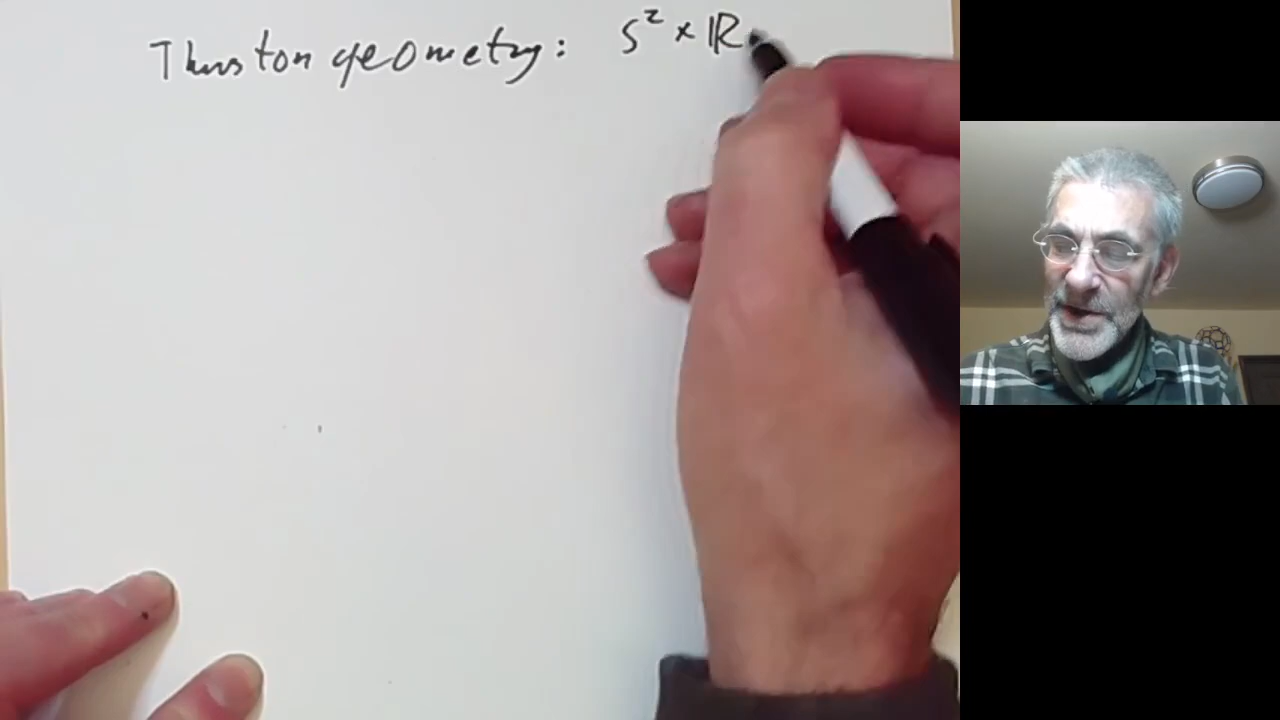 Thurston geometry: S² × ℝ